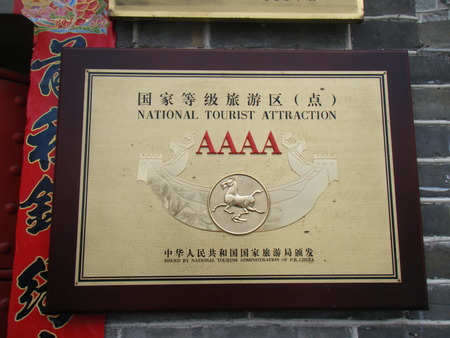 国家等级旅游区(点)
NATIONAL TOURIST ATTRACTION
AAAA
中华人民共和国国家旅游局颁发
ISSUED BY NATIONAL TOURISM ADMINISTRATION OF P.R.CHINA